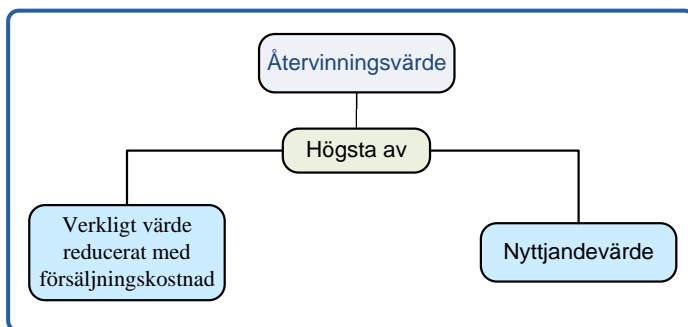 Återvinningsvärde
Högsta av
Verkligt värde
reducerat med
försäljningskostnad
Nyttjandevärde